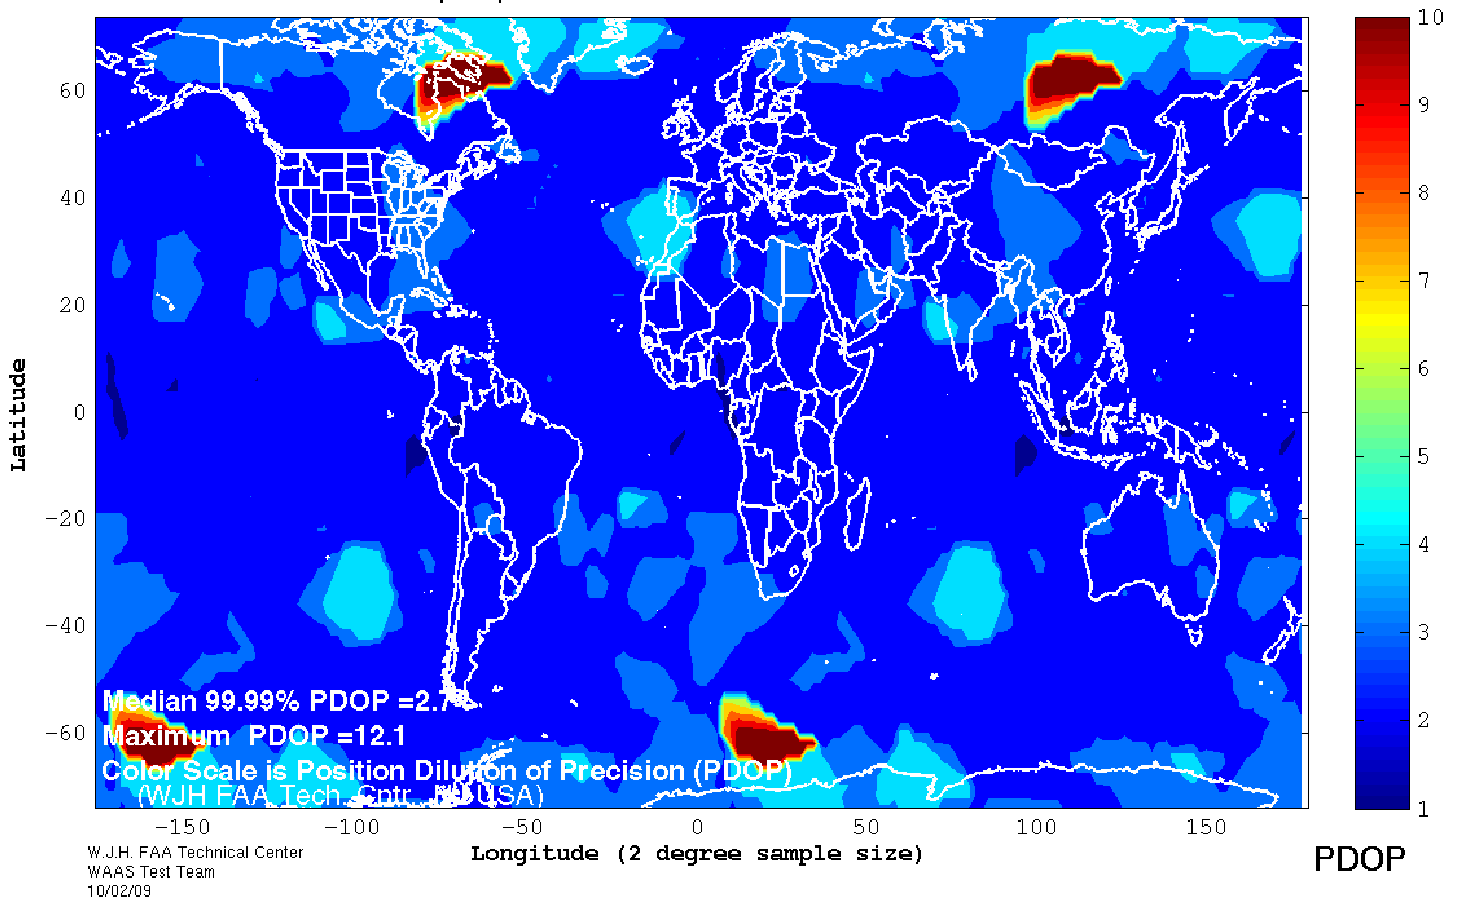 10
9
8
7
6
5
4
3
2
1
60
40
20
0
−20
−40
−60
Latitude
Median 99.99% PDOP =2.7
Maximum PDOP =12.1
Color Scale is Position Dilution of Precision (PDOP)
(WJH FAA Tech. Cntr. USA)
−150 −100 −50 0 50 100 150
Longitude (2 degree sample size)
PDOP
W.J.H. FAA Technical Center
WAAS Test Team
10/02/09